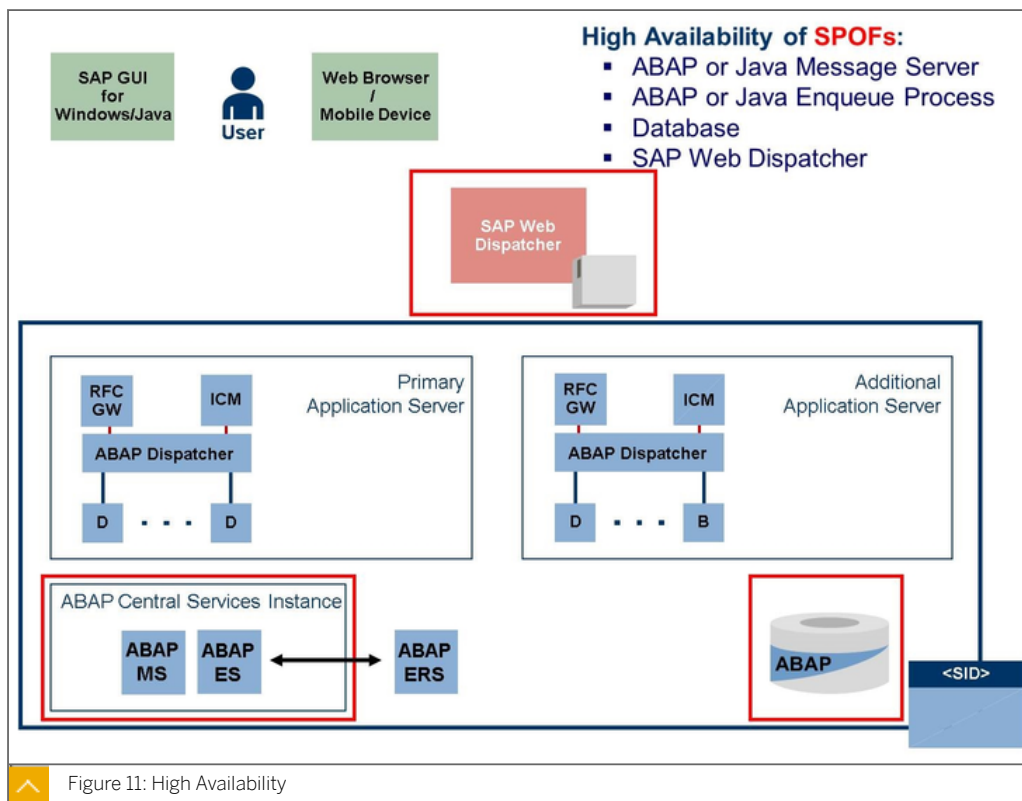 High Availability of SPOFs:
▪ ABAP or Java Message Server
▪ ABAP or Java Enqueue Process
▪ Database
▪ SAP Web Dispatcher
SAP GUI
for
Windows/Java
User
Web Browser
/
Mobile Device
SAP Web
Dispatcher
Primary
Application Server
RFC
GW
ICM
ABAP Dispatcher
D
D
Additional
Application Server
RFC
GW
ICM
ABAP Dispatcher
D
B
ABAP Central Services Instance
ABAP
MS
ABAP
ES
ABAP
ERS
ABAP
<SID>
Figure 11: High Availability